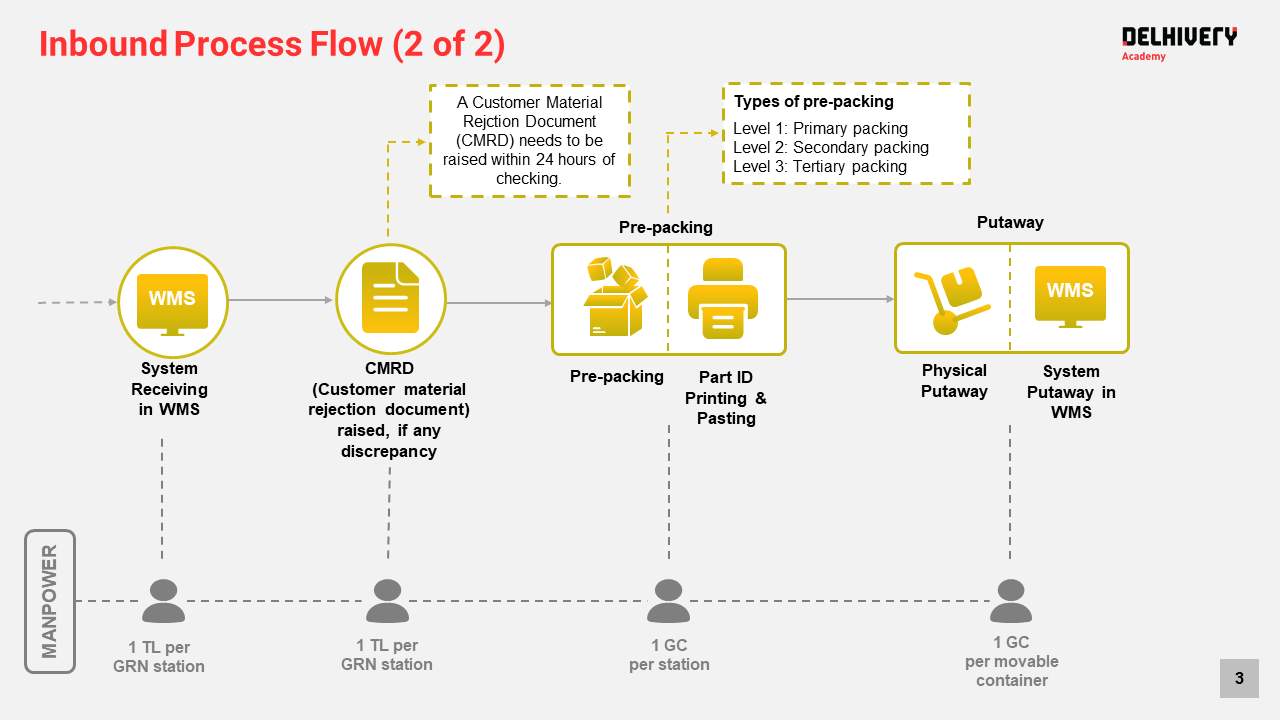 Inbound Process Flow (2 of 2)
DELHIVERY
Academy
A Customer Material
Rejction Document
(CMRD) needs to be
raised within 24 hours of
checking.
Types of pre-packing
Level 1: Primary packing
Level 2: Secondary packing
Level 3: Tertiary packing
Pre-packing
Putaway
WMS
WMS
System
Receiving
in WMS
CMRD
(Customer material
rejection document)
raised, if any
discrepancy
Pre-packing
Part ID
Printing &
Pasting
Physical
Putaway
System
Putaway in
WMS
MANPOWER
1 TL per
GRN station
1 TL per
GRN station
1 GC
per station
1 GC
per movable
container
3